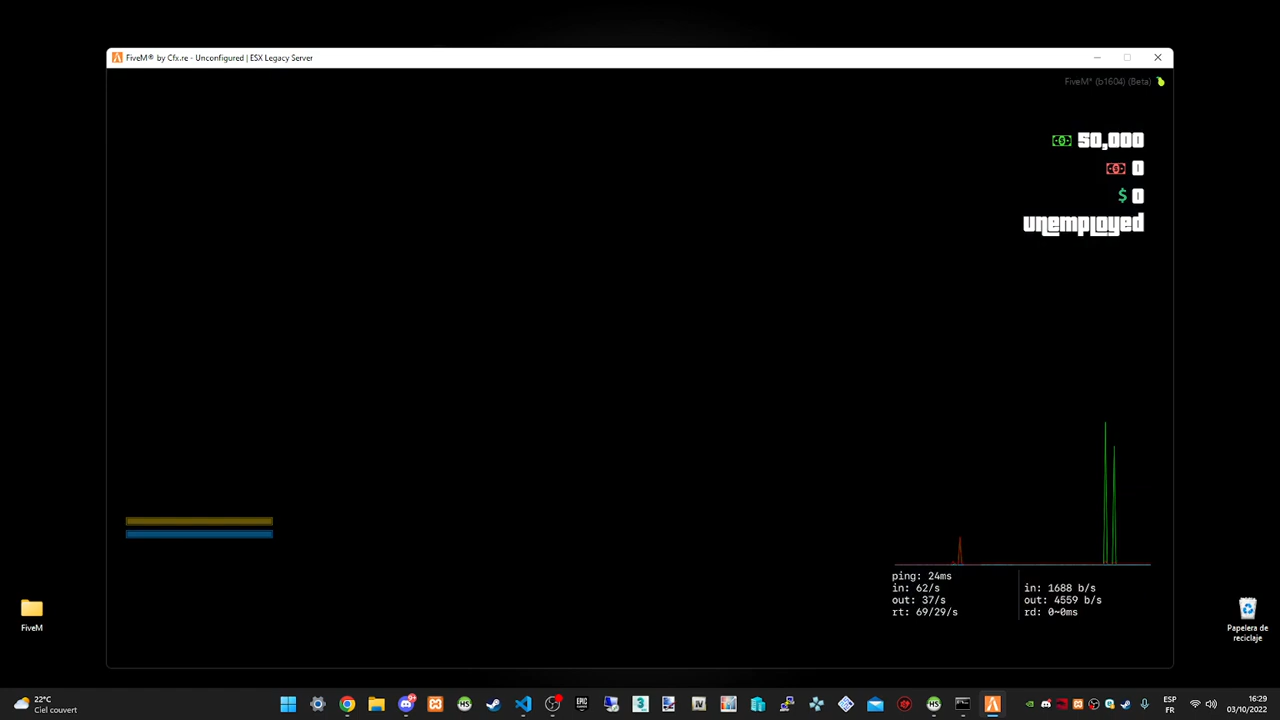 FiveM® by Cfx.re - Unconfigured | ESX Legacy Server
FiveM* (b1604) (Beta)
50,000
0
$ 0
unemployed
ping: 24ms
in: 62/s
out: 37/s
rt: 69/29/s
in: 1688 b/s
out: 4559 b/s
rd: 0~0ms
FiveM
Papelera de
reciclaje
22°C
Ciel couvert
ESP
FR
16:29
03/10/2022